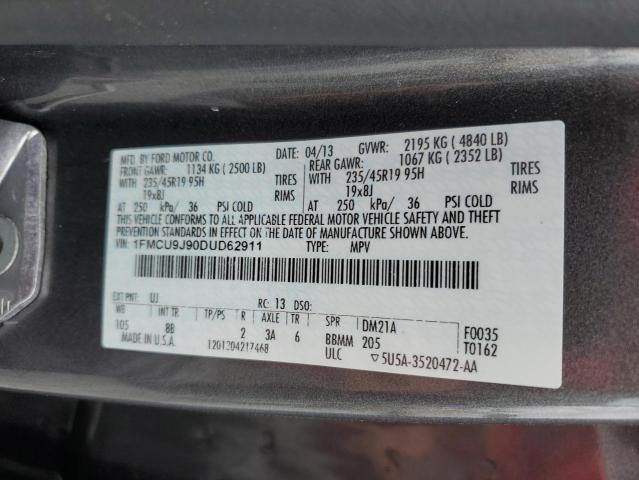 MFD. BY FORD MOTOR CO.
DATE: 04/13 GVWR: 2195 KG ( 4840 LB)
FRONT GAWR: 1134 KG ( 2500 LB) REAR GAWR: 1067 KG ( 2352 LB)
WITH 235/45R19 95H TIRES WITH 235/45R19 95H TIRES
19x8J RIMS 19x8J RIMS
AT 250 kPa/ 36 PSI COLD AT 250 kPa/ 36 PSI COLD
THIS VEHICLE CONFORMS TO ALL APPLICABLE FEDERAL MOTOR VEHICLE SAFETY AND THEFT
PREVENTION STANDARDS IN EFFECT ON THE DATE OF MANUFACTURE SHOWN ABOVE.
VIN: 1FMCU9J90DUD62911 TYPE: MPV
EXT PNT: UJ RC: 13 DSO:
WB INT TR TP/PS R AXLE TR SPR DM21A F0035
105 8B 2 3A 6 BBMM 205 T0162
MADE IN U.S.A. 1201304217468 ULC 5U5A-3520472-AA